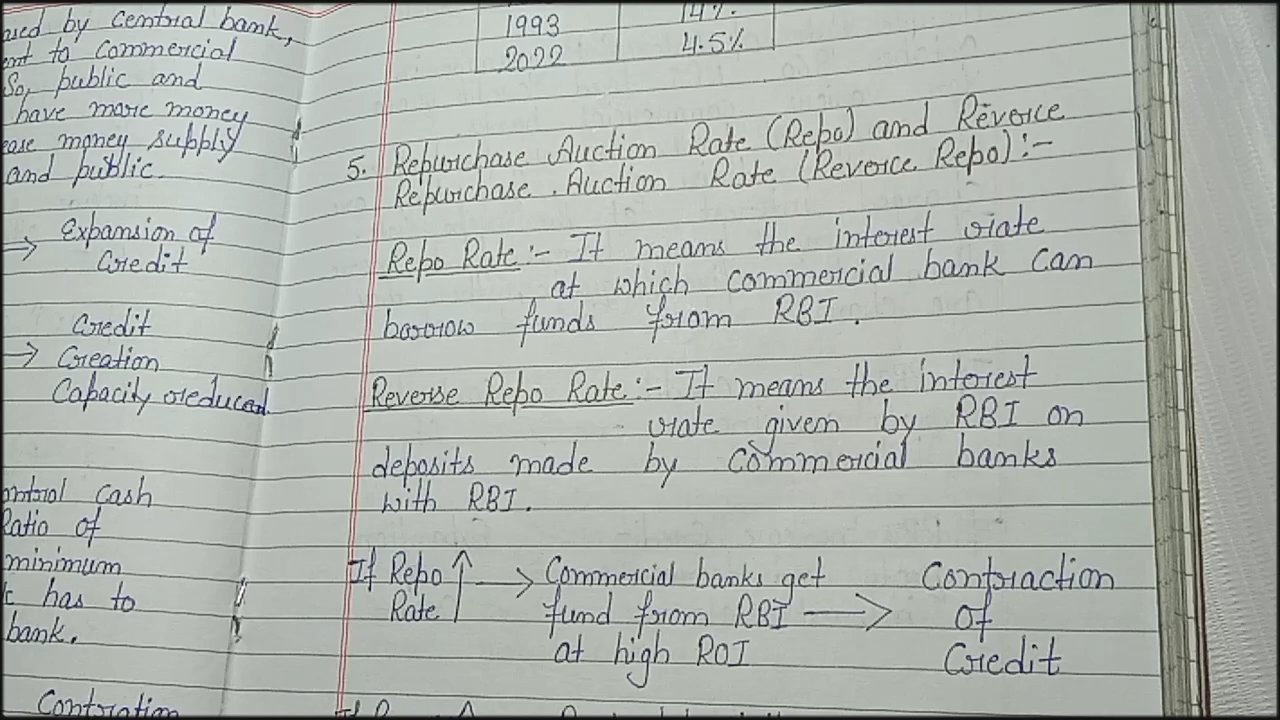 by central bank,
to Commercial
So, public and
have more money
money supply
and public.
→ Expansion of
Credit
Credit
→ Creation
Capacity reduced
Cash
Ratio of
minimum
has to
bank.
Contrction
1993 14%
2022 4.5%
5. Repurchase Auction Rate (Repo) and Reverce
Repurchase Auction Rate (Reverce Repo) :-
Repo Rate :- It means the interest rate
at which commercial bank can
borrow funds from RBI.
Reverse Repo Rate :- It means the interest
rate given by RBI on
deposits made by commercial banks
with RBI.
If Repo ↑ → Commercial banks get Contraction
Rate fund from RBI → of
at high ROI Credit